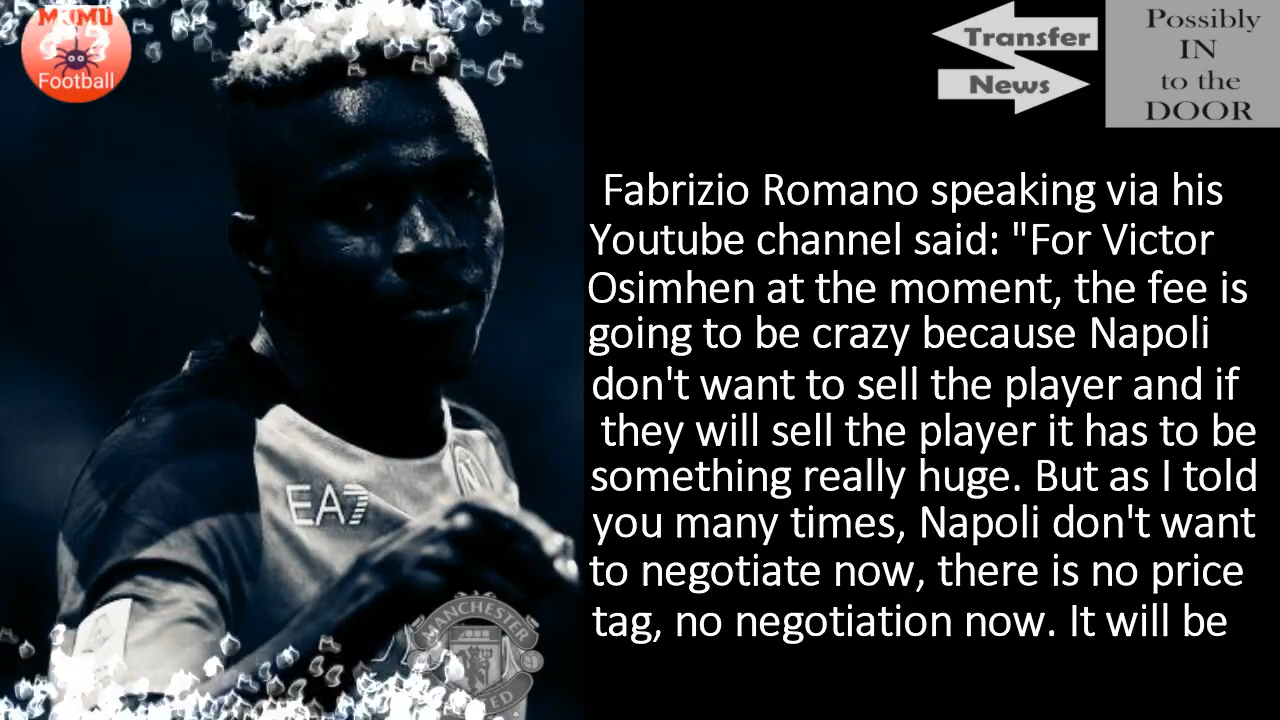 MUMU
Football
Transfer
News
Possibly
IN
to the
DOOR
Fabrizio Romano speaking via his
Youtube channel said: "For Victor
Osimhen at the moment, the fee is
going to be crazy because Napoli
don't want to sell the player and if
they will sell the player it has to be
something really huge. But as I told
you many times, Napoli don't want
to negotiate now, there is no price
tag, no negotiation now. It will be
EA7
MANCHESTER